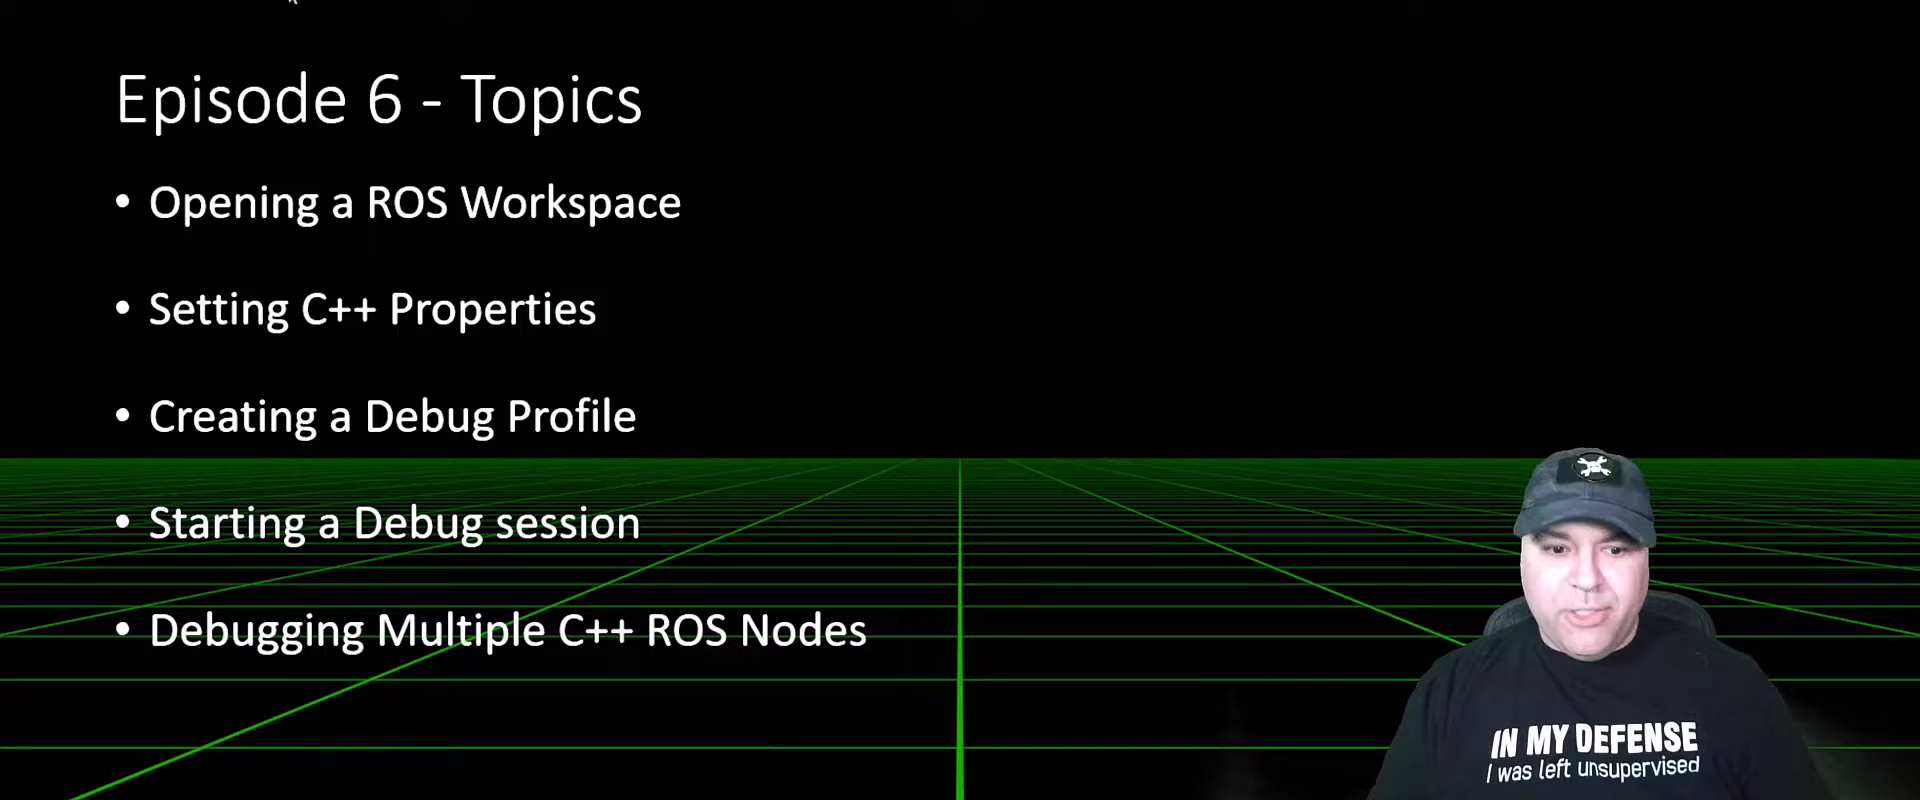 Episode 6 - Topics
• Opening a ROS Workspace
• Setting C++ Properties
• Creating a Debug Profile
• Starting a Debug session
• Debugging Multiple C++ ROS Nodes
IN MY DEFENSE
I was left unsupervised